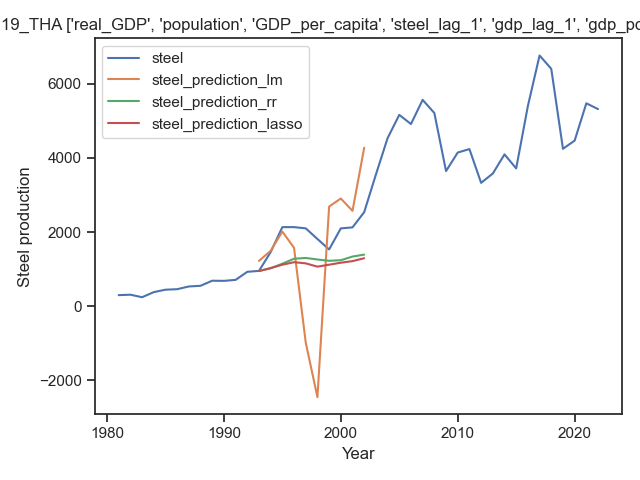 19_THA ['real_GDP', 'population', 'GDP_per_capita', 'steel_lag_1', 'gdp_lag_1', 'gdp_po
steel
steel_prediction_lm
steel_prediction_rr
steel_prediction_lasso
6000
4000
2000
0
−2000
Steel production
1980 1990 2000 2010 2020
Year